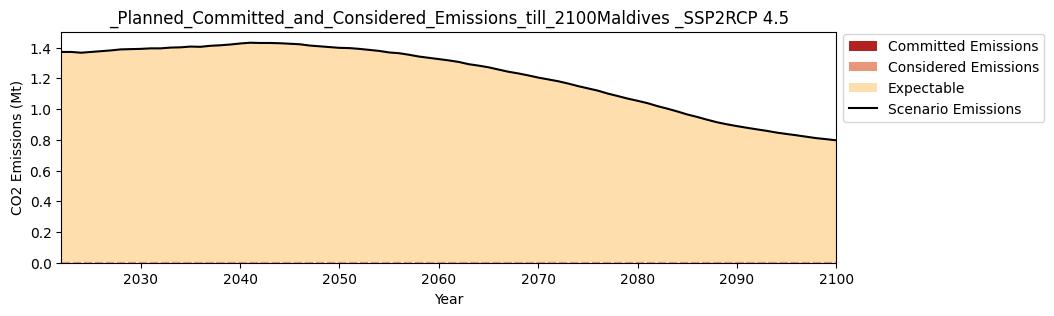 _Planned_Committed_and_Considered_Emissions_till_2100Maldives _SSP2RCP 4.5
CO2 Emissions (Mt)
1.4
1.2
1.0
0.8
0.6
0.4
0.2
0.0
2030
2040
2050
2060
2070
2080
2090
2100
Year
Committed Emissions
Considered Emissions
Expectable
Scenario Emissions